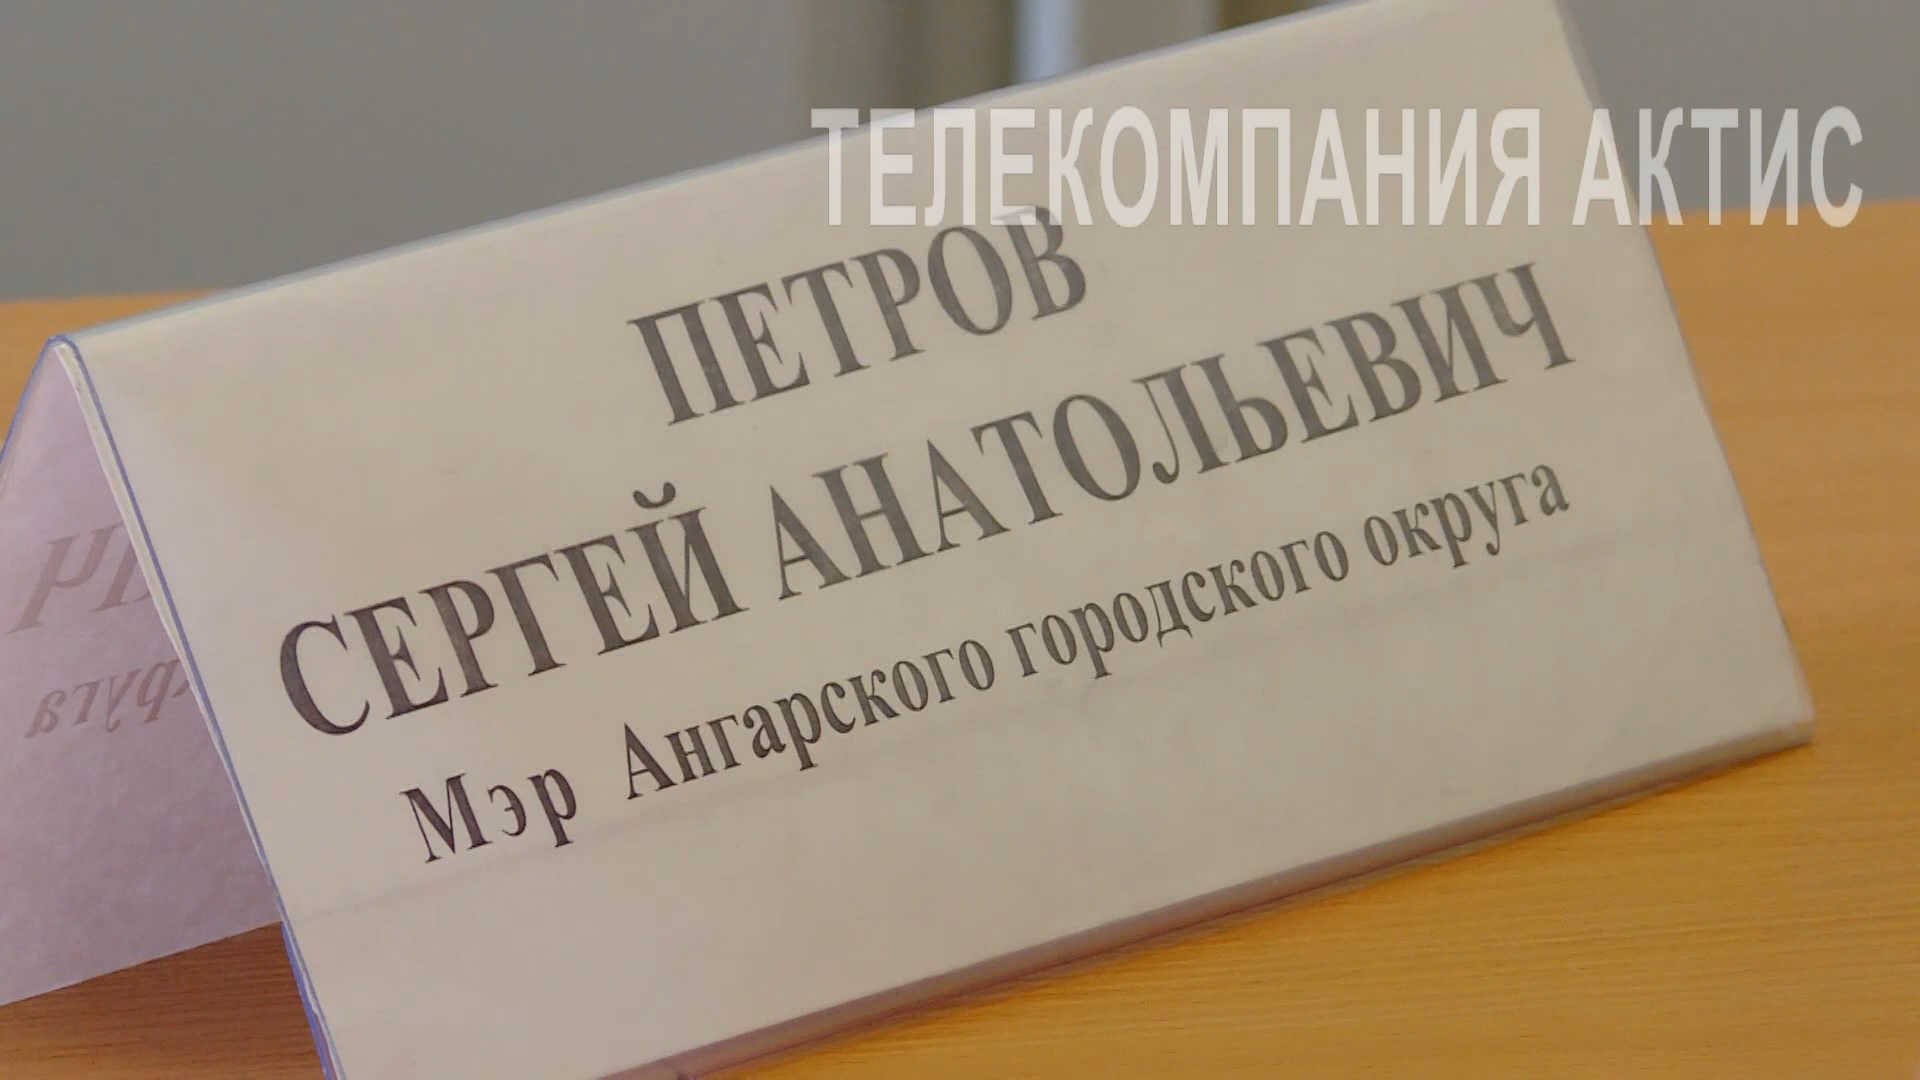 ТЕЛЕКОМПАНИЯ АКТИС
ПЕТРОВ
СЕРГЕЙ АНАТОЛЬЕВИЧ
Мэр Ангарского городского округа